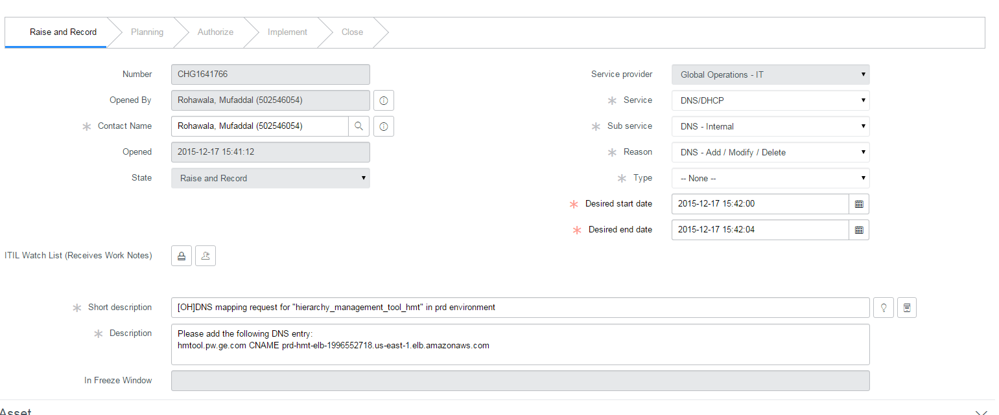 Raise and Record Planning Authorize Implement Close
Number CHG1641766
Opened By Rohawala, Mufaddal (502546054)
Contact Name Rohawala, Mufaddal (502546054)
Opened 2015-12-17 15:41:12
State Raise and Record
Service provider Global Operations - IT
Service DNS/DHCP
Sub service DNS - Internal
Reason DNS - Add / Modify / Delete
Type -- None --
Desired start date 2015-12-17 15:42:00
Desired end date 2015-12-17 15:42:04
ITIL Watch List (Receives Work Notes)
Short description [OH]DNS mapping request for "hierarchy_management_tool_hmt" in prd environment
Description Please add the following DNS entry:
hmtool.pw.ge.com CNAME prd-hmt-elb-1996552718.us-east-1.elb.amazonaws.com
In Freeze Window
Asset